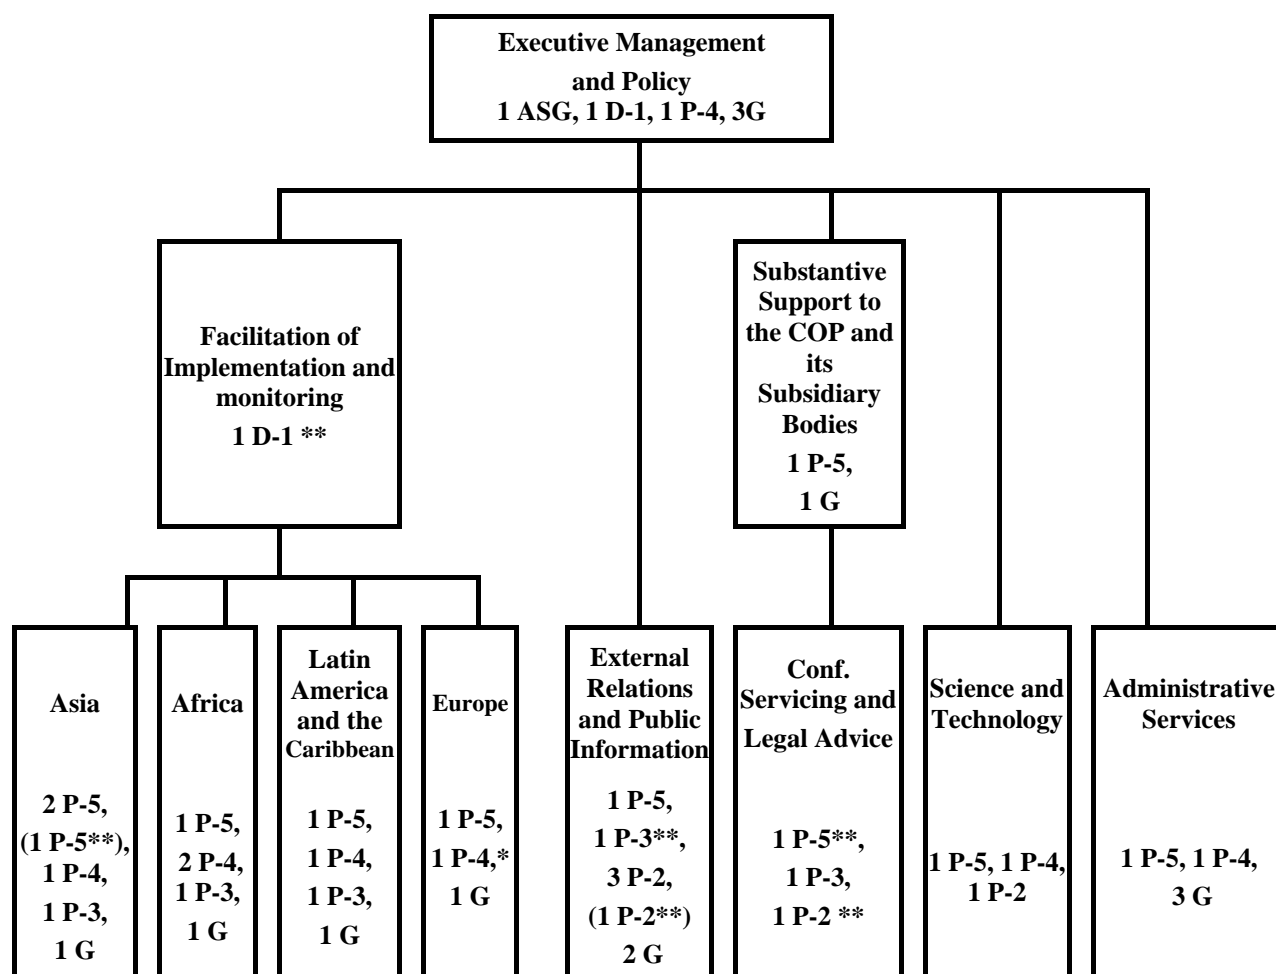 Executive Management
and Policy
1 ASG, 1 D-1, 1 P-4, 3G
Facilitation of
Implementation and
monitoring
1 D-1 **
Substantive
Support to
the COP and
its
Subsidiary
Bodies
1 P-5,
1 G
Asia
2 P-5,
(1 P-5**),
1 P-4,
1 P-3,
1 G
Africa
1 P-5,
2 P-4,
1 P-3,
1 G
Latin
America
and the
Caribbean
1 P-5,
1 P-4,
1 P-3,
1 G
Europe
1 P-5,
1 P-4,*
1 G
External
Relations
and Public
Information
1 P-5,
1 P-3**,
3 P-2,
(1 P-2**)
2 G
Conf.
Servicing and
Legal Advice
1 P-5**,
1 P-3,
1 P-2 **
Science and
Technology
1 P-5, 1 P-4,
1 P-2
Administrative
Services
1 P-5, 1 P-4,
3 G